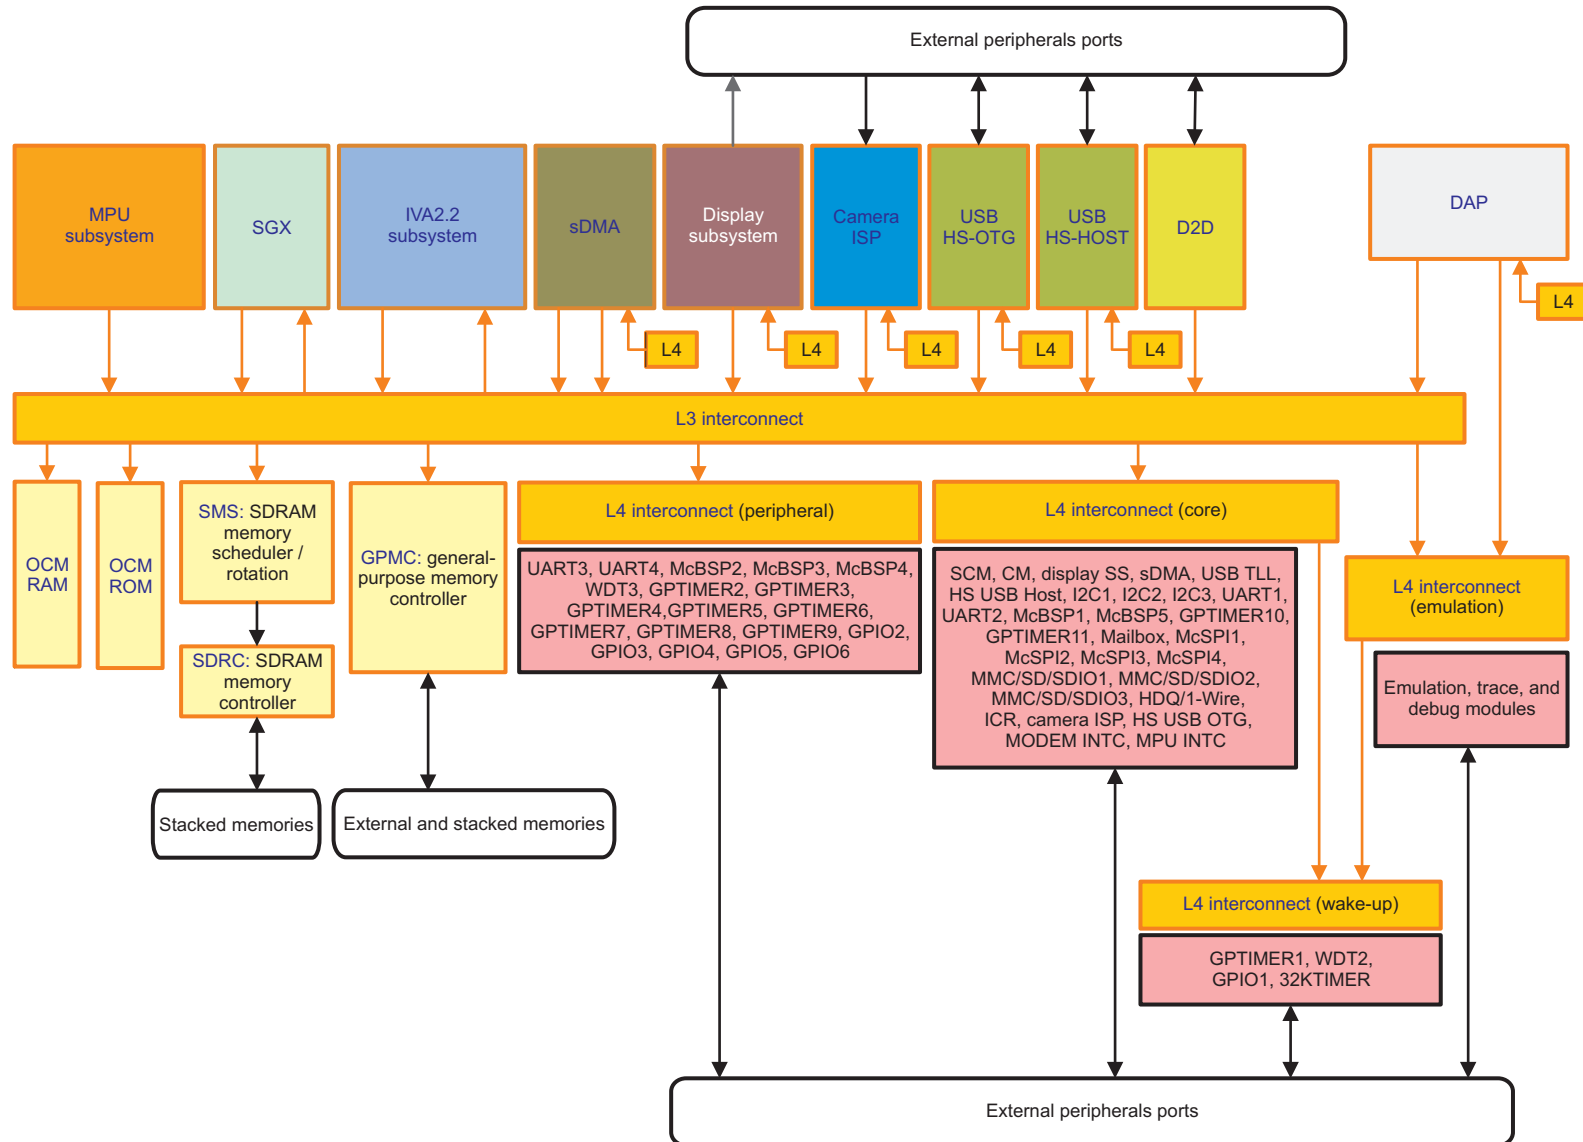 External peripherals ports
MPU
subsystem
SGX
IVA2.2
subsystem
sDMA
Display
subsystem
Camera
ISP
USB
HS-OTG
USB
HS-HOST
D2D
DAP
L4
L4
L4
L4
L4
L4
L3 interconnect
OCM
RAM
OCM
ROM
SMS: SDRAM
memory
scheduler /
rotation
SDRC: SDRAM
memory
controller
GPMC: general-
purpose memory
controller
L4 interconnect (peripheral)
UART3, UART4, McBSP2, McBSP3, McBSP4,
WDT3, GPTIMER2, GPTIMER3,
GPTIMER4,GPTIMER5, GPTIMER6,
GPTIMER7, GPTIMER8, GPTIMER9, GPIO2,
GPIO3, GPIO4, GPIO5, GPIO6
L4 interconnect (core)
SCM, CM, display SS, sDMA, USB TLL,
HS USB Host, I2C1, I2C2, I2C3, UART1,
UART2, McBSP1, McBSP5, GPTIMER10,
GPTIMER11, Mailbox, McSPI1,
McSPI2, McSPI3, McSPI4,
MMC/SD/SDIO1, MMC/SD/SDIO2,
MMC/SD/SDIO3, HDQ/1-Wire,
ICR, camera ISP, HS USB OTG,
MODEM INTC, MPU INTC
L4 interconnect
(emulation)
Emulation, trace, and
debug modules
Stacked memories
External and stacked memories
L4 interconnect (wake-up)
GPTIMER1, WDT2,
GPIO1, 32KTIMER
External peripherals ports